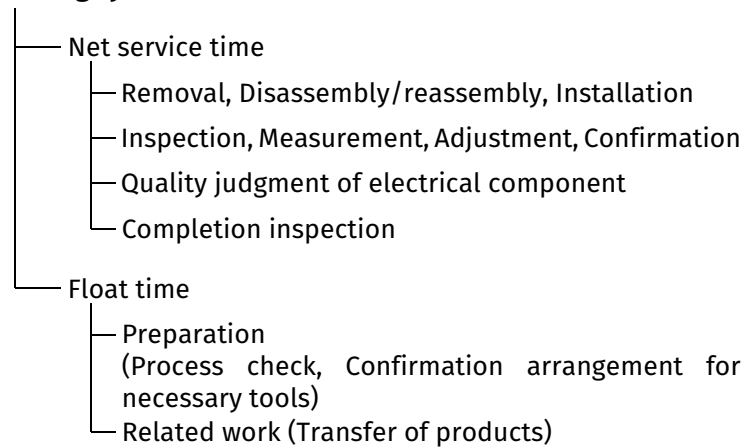 Net service time
Removal, Disassembly/reassembly, Installation
Inspection, Measurement, Adjustment, Confirmation
Quality judgment of electrical component
Completion inspection
Float time
Preparation
(Process check, Confirmation arrangement for
necessary tools)
Related work (Transfer of products)